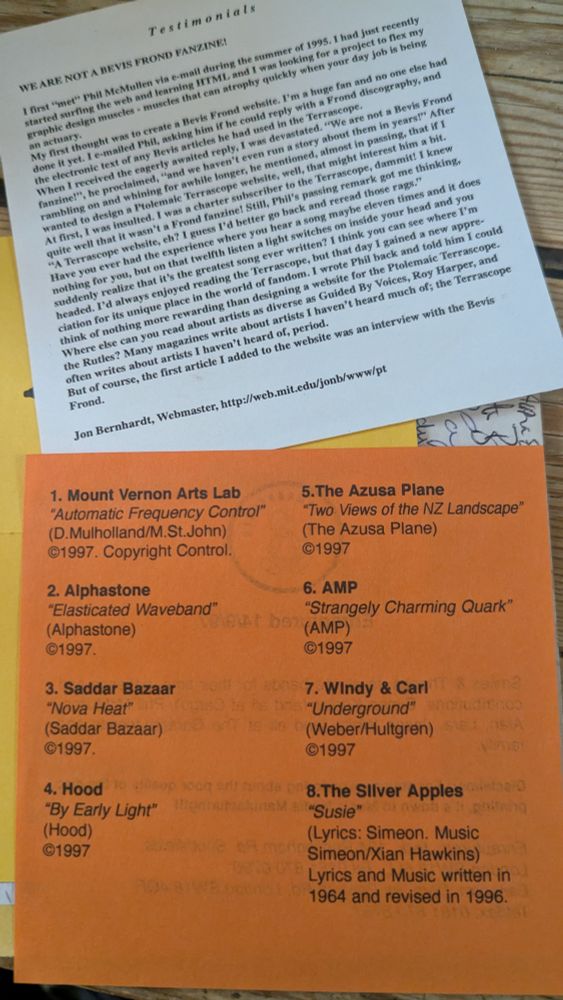 Testimonials
WE ARE NOT A BEVIS FROND FANZINE!
I first "met" Phil McMullen via e-mail during the summer of 1995. I had just recently
started surfing the web and learning HTML and I was looking for a project to flex my
graphic design muscles - muscles that can atrophy quickly when your day job is being
an actuary.
My first thought was to create a Bevis Frond website. I'm a huge fan and no one else had
done it yet. I e-mailed Phil, asking him if he could reply with a Frond discography, and
the electronic text of any Bevis articles he had used in the Terrascope.
When I received the eagerly awaited reply, I was devastated. "We are not a Bevis Frond
fanzine!", he proclaimed, "and we haven't even run a story about them in years!" After
rambling on and whining for awhile longer, he mentioned, almost in passing, that if I
wanted to design a Ptolemaic Terrascope website, well, that might interest him a bit.
At first, I was insulted. I was a charter subscriber to the Terrascope, dammit! I knew
quite well that it wasn't a Frond fanzine! Still, Phil's passing remark got me thinking,
"A Terrascope website, eh? I guess I'd better go back and reread those rags."
Have you ever had the experience where you hear a song maybe eleven times and it does
nothing for you, but on that twelfth listen a light switches on inside your head and you
suddenly realize that it's the greatest song ever written? I think you can see where I'm
headed. I'd always enjoyed reading the Terrascope, but that day I gained a new appre-
ciation for its unique place in the world of fandom. I wrote Phil back and told him I could
think of nothing more rewarding than designing a website for the Ptolemaic Terrascope.
Where else can you read about artists as diverse as Guided By Voices, Roy Harper, and
the Rutles? Many magazines write about artists I haven't heard much of; the Terrascope
often writes about artists I haven't heard of, period.
But of course, the first article I added to the website was an interview with the Bevis
Frond.
Jon Bernhardt, Webmaster, http://web.mit.edu/jonb/www/pt
1. Mount Vernon Arts Lab
"Automatic Frequency Control"
(D.Mulholland/M.St.John)
©1997. Copyright Control.
2. Alphastone
"Elasticated Waveband"
(Alphastone)
©1997.
3. Saddar Bazaar
"Nova Heat"
(Saddar Bazaar)
©1997.
4. Hood
"By Early Light"
(Hood)
©1997
5.The Azusa Plane
"Two Views of the NZ Landscape"
(The Azusa Plane)
©1997
6. AMP
"Strangely Charming Quark"
(AMP)
©1997
7. Windy & Carl
"Underground"
(Weber/Hultgren)
©1997
8.The Silver Apples
"Susie"
(Lyrics: Simeon. Music
Simeon/Xian Hawkins)
Lyrics and Music written in
1964 and revised in 1996.